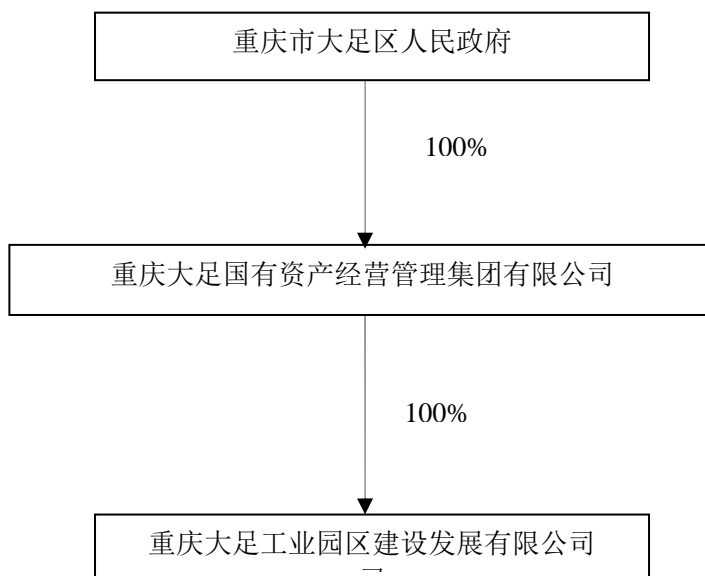 重庆市大足区人民政府
100%
重庆大足国有资产经营管理集团有限公司
100%
重庆大足工业园区建设发展有限公司